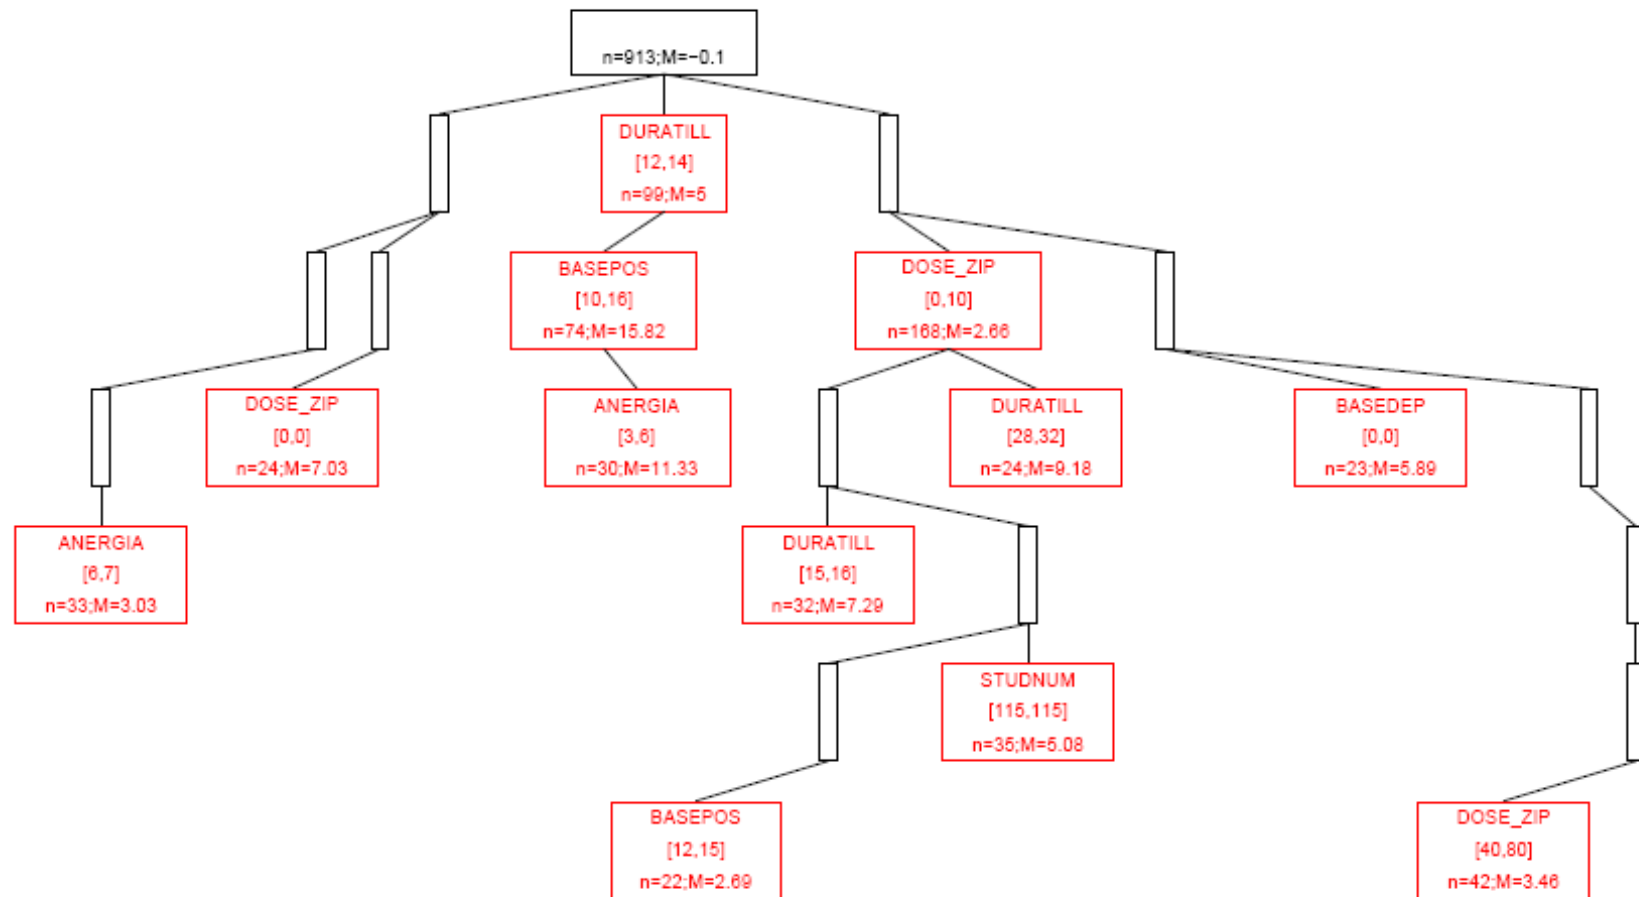 n=913;M=−0.1
DURATILL
[12,14]
n=99;M=5
BASEPOS
[10,16]
n=74;M=15.82
DOSE_ZIP
[0,10]
n=168;M=2.66
DOSE_ZIP
[0,0]
n=24;M=7.03
ANERGIA
[3,6]
n=30;M=11.33
DURATILL
[28,32]
n=24;M=9.18
BASEDEP
[0,0]
n=23;M=5.89
ANERGIA
[6,7]
n=33;M=3.03
DURATILL
[15,16]
n=32;M=7.29
STUDNUM
[115,115]
n=35;M=5.08
BASEPOS
[12,15]
n=22;M=2.69
DOSE_ZIP
[40,80]
n=42;M=3.46